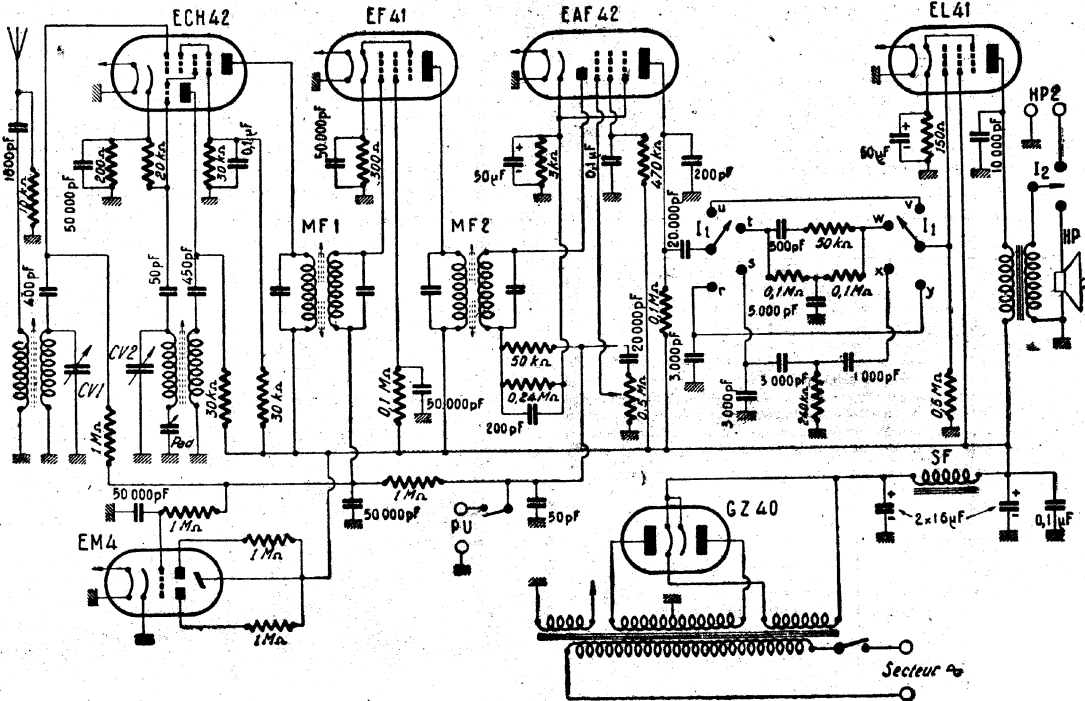 ECH42
EF41
EAF42
EL41
HP2
1800pF
10kΩ
50 000pF
200Ω
20kΩ
30kΩ
0,1µF
50.000pF
300Ω
50µF
3kΩ
0,1µF
470kΩ
200pF
50µF
150Ω
10 000pF
I2
HP
400pF
50pF
450pF
MF1
MF2
20.000pF
I1
u
t
500pF
50kΩ
w
v
I1
s
r
0,1MΩ
0,1MΩ
x
y
5.000pF
CV1
CV2
Pad
1MΩ
30kΩ
30kΩ
0,1MΩ
50.000pF
50kΩ
0,24MΩ
200pF
20 000pF
0.5MΩ
0,1MΩ
3.000pF
3 000pF
3 000pF
1 000pF
220kΩ
0,6MΩ
50 000pF
1MΩ
1MΩ
50 000pF
PU
50pF
GZ40
SF
2x16µF
0,1µF
EM4
1MΩ
1MΩ
Secteur